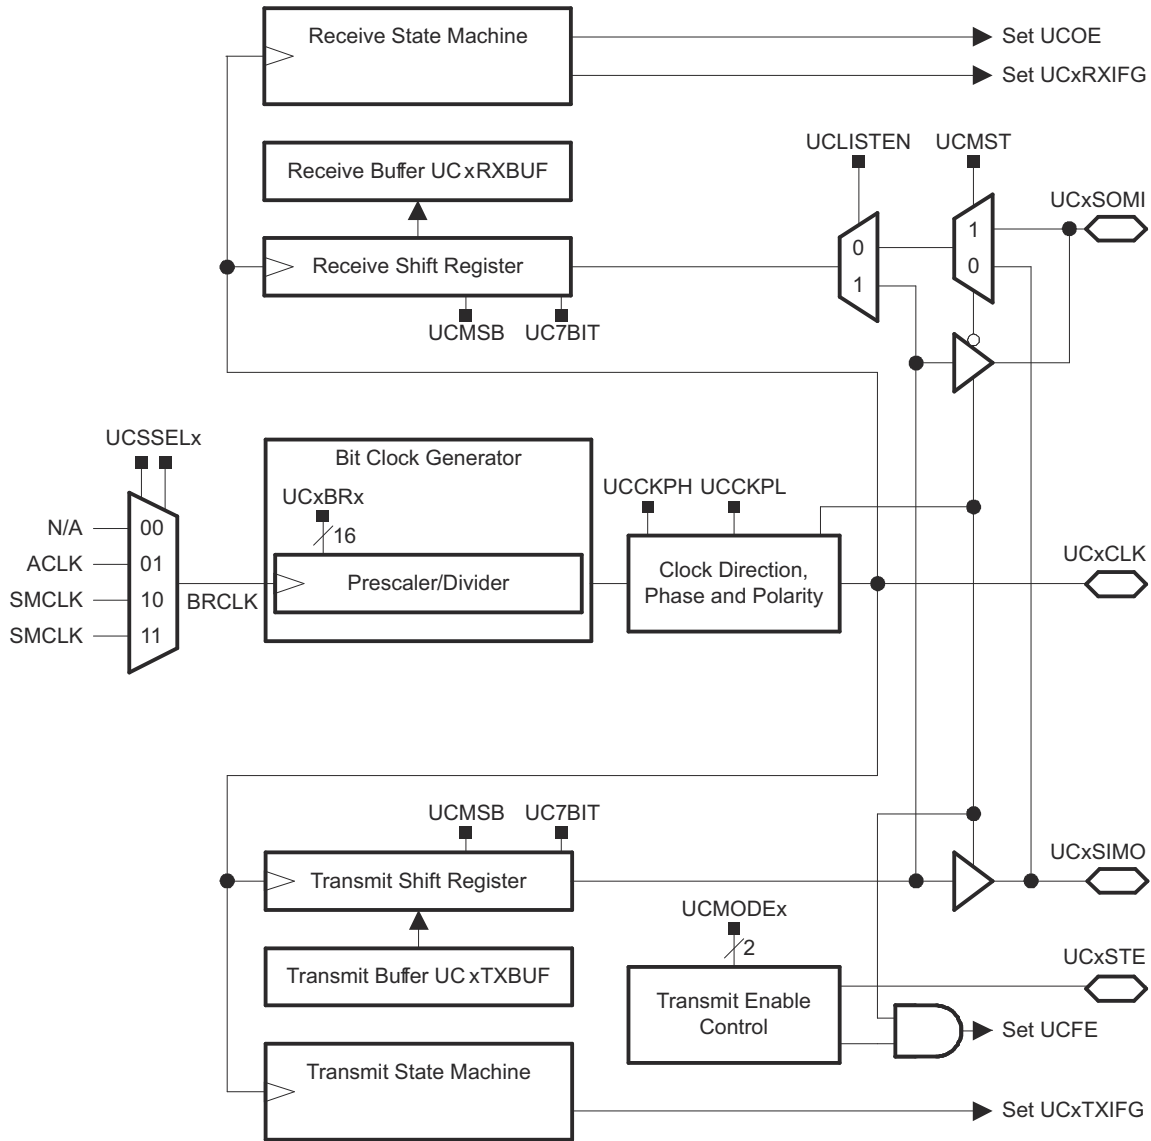 Receive State Machine
Set UCOE
Set UCxRXIFG
Receive Buffer UCxRXBUF
UCLISTEN
UCMST
UCxSOMI
Receive Shift Register
0
1
1
0
UCMSB
UC7BIT
UCSSELx
Bit Clock Generator
UCxBRx
16
UCCKPH
UCCKPL
N/A
00
ACLK
01
SMCLK
10
SMCLK
11
BRCLK
Prescaler/Divider
Clock Direction,
Phase and Polarity
UCxCLK
UCMSB
UC7BIT
Transmit Shift Register
UCxSIMO
Transmit Buffer UCxTXBUF
UCMODEx
2
Transmit Enable
Control
UCxSTE
Set UCFE
Transmit State Machine
Set UCxTXIFG